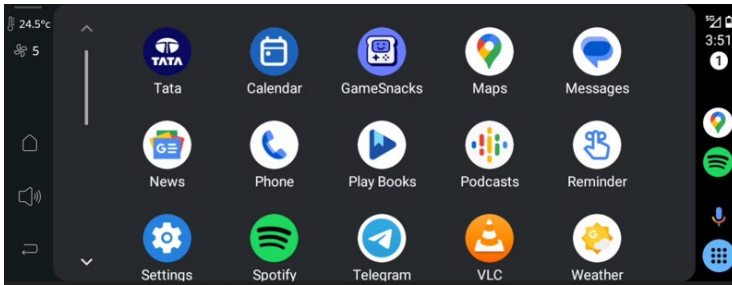 24.5°c
5
TATA
Tata
Calendar
GameSnacks
Maps
Messages
News
Phone
Play Books
Podcasts
Reminder
Settings
Spotify
Telegram
VLC
Weather
5G
3:51
1